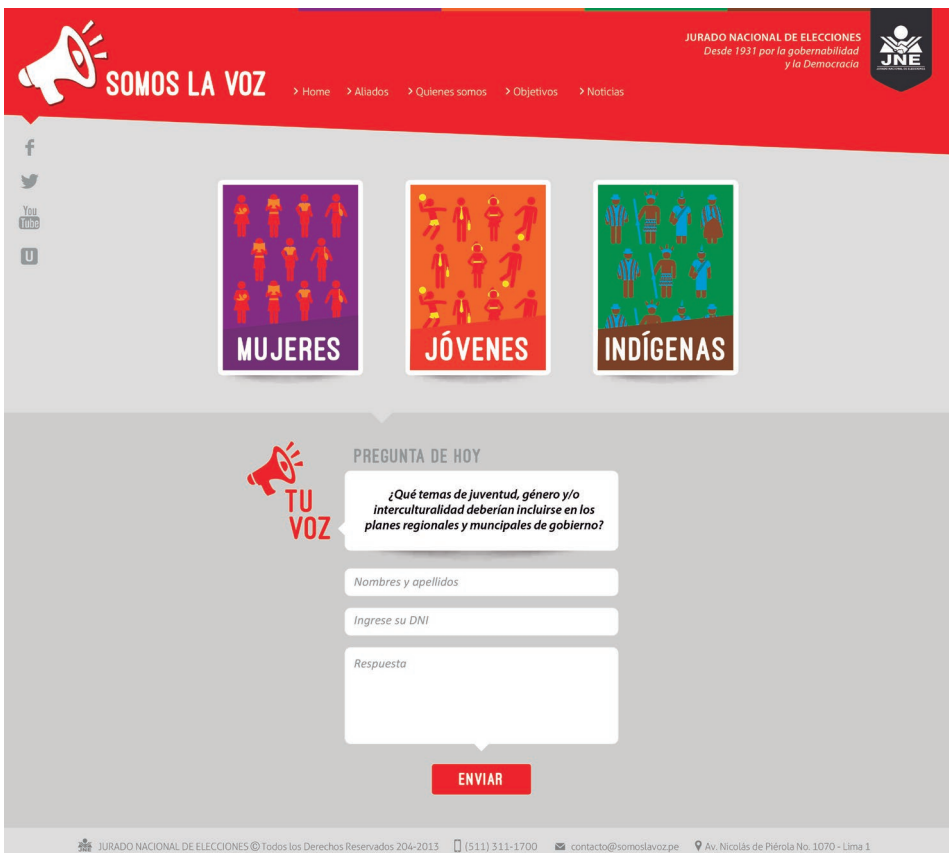 JURADO NACIONAL DE ELECCIONES
Desde 1931 por la gobernabilidad
y la Democracia
JNE
SOMOS LA VOZ
> Home > Aliados > Quienes somos > Objetivos > Noticias
f
You
Tube
U
MUJERES
JÓVENES
INDÍGENAS
TU
VOZ
PREGUNTA DE HOY
¿Qué temas de juventud, género y/o
interculturalidad deberían incluirse en los
planes regionales y muncipales de gobierno?
Nombres y apellidos
Ingrese su DNI
Respuesta
ENVIAR
JURADO NACIONAL DE ELECCIONES © Todos los Derechos Reservados 204-2013 (511) 311-1700 contacto@somoslavoz.pe Av. Nicolás de Piérola No. 1070 - Lima 1